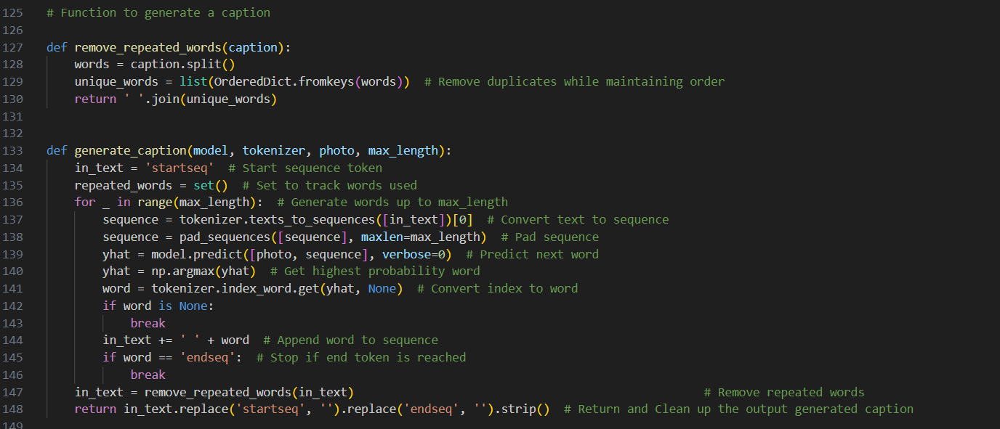 125 # Function to generate a caption
126
127 def remove_repeated_words(caption):
128     words = caption.split()
129     unique_words = list(OrderedDict.fromkeys(words))  # Remove duplicates while maintaining order
130     return ' '.join(unique_words)
131
132
133 def generate_caption(model, tokenizer, photo, max_length):
134     in_text = 'startseq'  # Start sequence token
135     repeated_words = set()  # Set to track words used
136     for _ in range(max_length):  # Generate words up to max_length
137         sequence = tokenizer.texts_to_sequences([in_text])[0]  # Convert text to sequence
138         sequence = pad_sequences([sequence], maxlen=max_length)  # Pad sequence
139         yhat = model.predict([photo, sequence], verbose=0)  # Predict next word
140         yhat = np.argmax(yhat)  # Get highest probability word
141         word = tokenizer.index_word.get(yhat, None)  # Convert index to word
142         if word is None:
143             break
144         in_text += ' ' + word  # Append word to sequence
145         if word == 'endseq':  # Stop if end token is reached
146             break
147     in_text = remove_repeated_words(in_text)                                                  # Remove repeated words
148     return in_text.replace('startseq', '').replace('endseq', '').strip()  # Return and Clean up the output generated caption
149